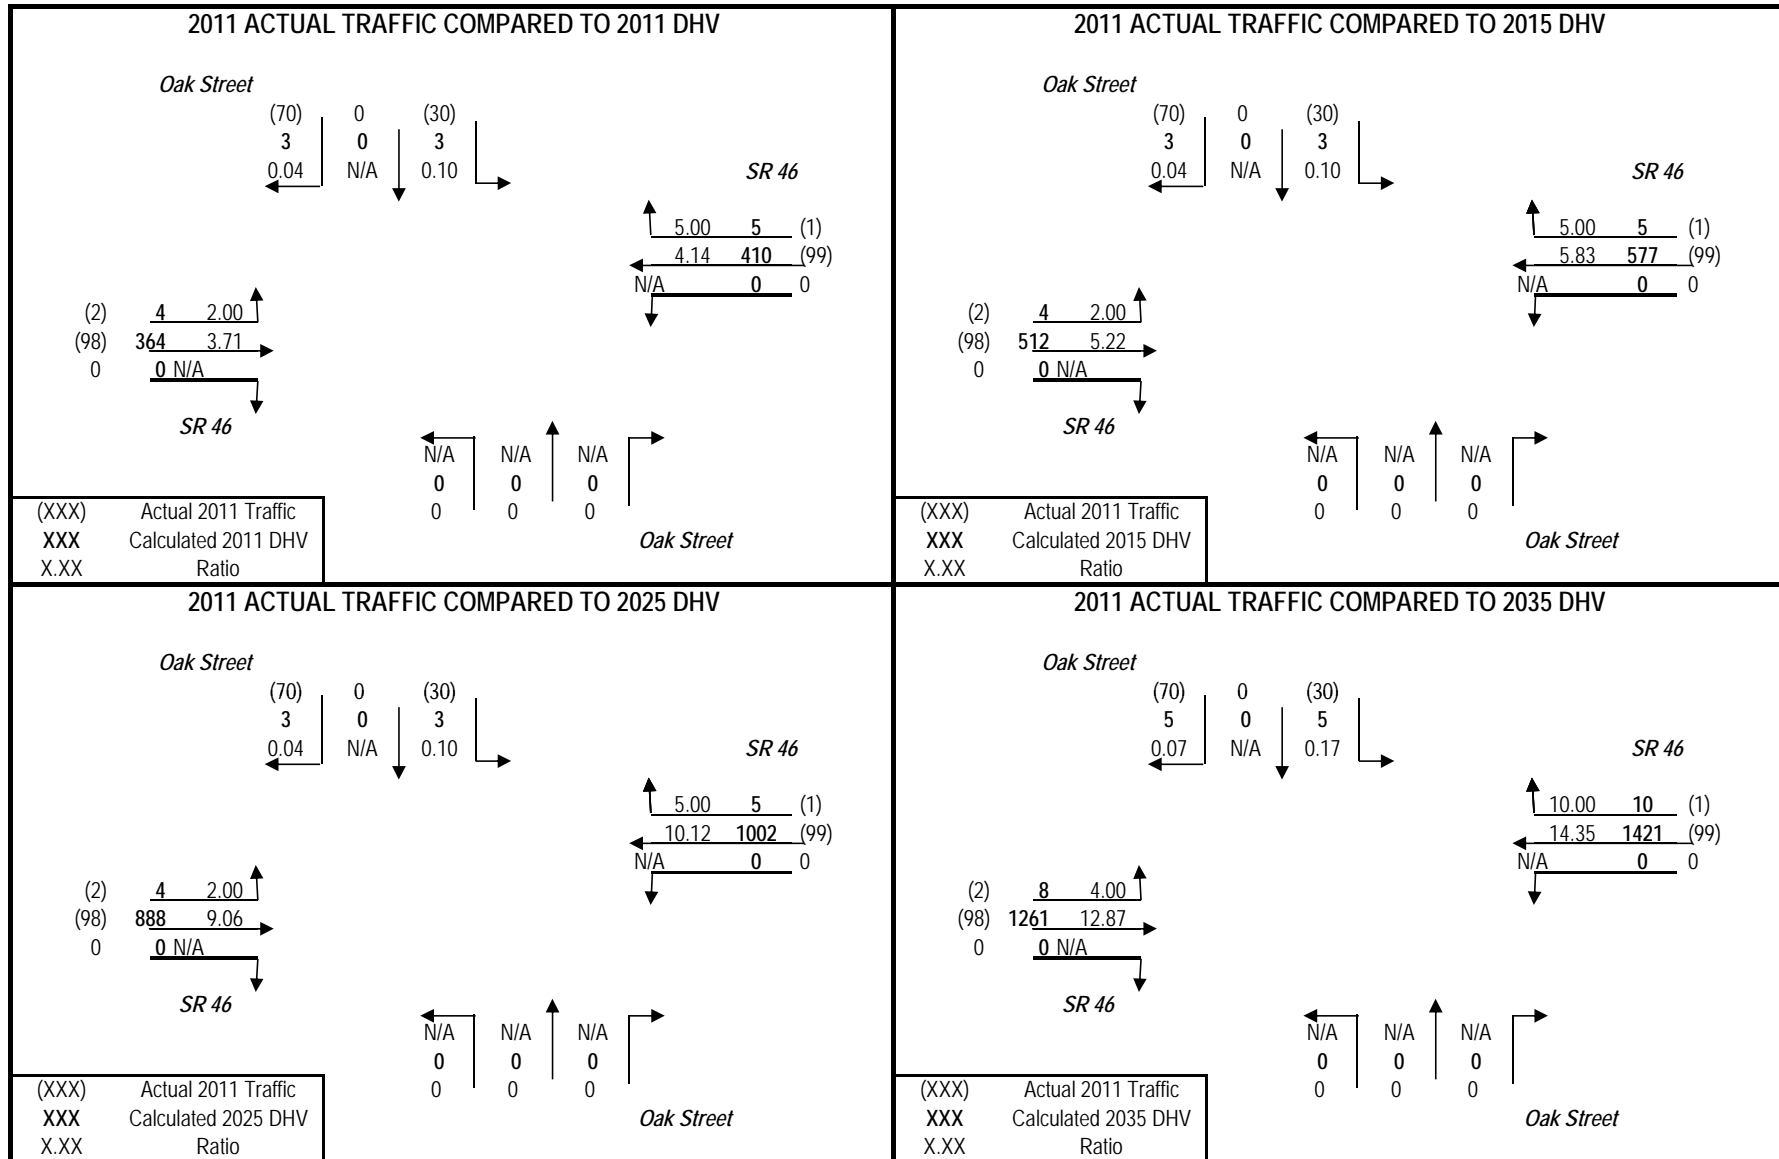 2011 ACTUAL TRAFFIC COMPARED TO 2011 DHV
Oak Street
(70) 0 (30)
3 0 3
0.04 N/A 0.10
SR 46
5.00 5 (1)
4.14 410 (99)
N/A 0 0
(2) 4 2.00
(98) 364 3.71
0 0 N/A
SR 46
N/A N/A N/A
0 0 0
0 0 0
Oak Street
(XXX) Actual 2011 Traffic
XXX Calculated 2011 DHV
X.XX Ratio
2011 ACTUAL TRAFFIC COMPARED TO 2015 DHV
Oak Street
(70) 0 (30)
3 0 3
0.04 N/A 0.10
SR 46
5.00 5 (1)
5.83 577 (99)
N/A 0 0
(2) 4 2.00
(98) 512 5.22
0 0 N/A
SR 46
N/A N/A N/A
0 0 0
0 0 0
Oak Street
(XXX) Actual 2011 Traffic
XXX Calculated 2015 DHV
X.XX Ratio
2011 ACTUAL TRAFFIC COMPARED TO 2025 DHV
Oak Street
(70) 0 (30)
3 0 3
0.04 N/A 0.10
SR 46
5.00 5 (1)
10.12 1002 (99)
N/A 0 0
(2) 4 2.00
(98) 888 9.06
0 0 N/A
SR 46
N/A N/A N/A
0 0 0
0 0 0
Oak Street
(XXX) Actual 2011 Traffic
XXX Calculated 2025 DHV
X.XX Ratio
2011 ACTUAL TRAFFIC COMPARED TO 2035 DHV
Oak Street
(70) 0 (30)
5 0 5
0.07 N/A 0.17
SR 46
10.00 10 (1)
14.35 1421 (99)
N/A 0 0
(2) 8 4.00
(98) 1261 12.87
0 0 N/A
SR 46
N/A N/A N/A
0 0 0
0 0 0
Oak Street
(XXX) Actual 2011 Traffic
XXX Calculated 2035 DHV
X.XX Ratio